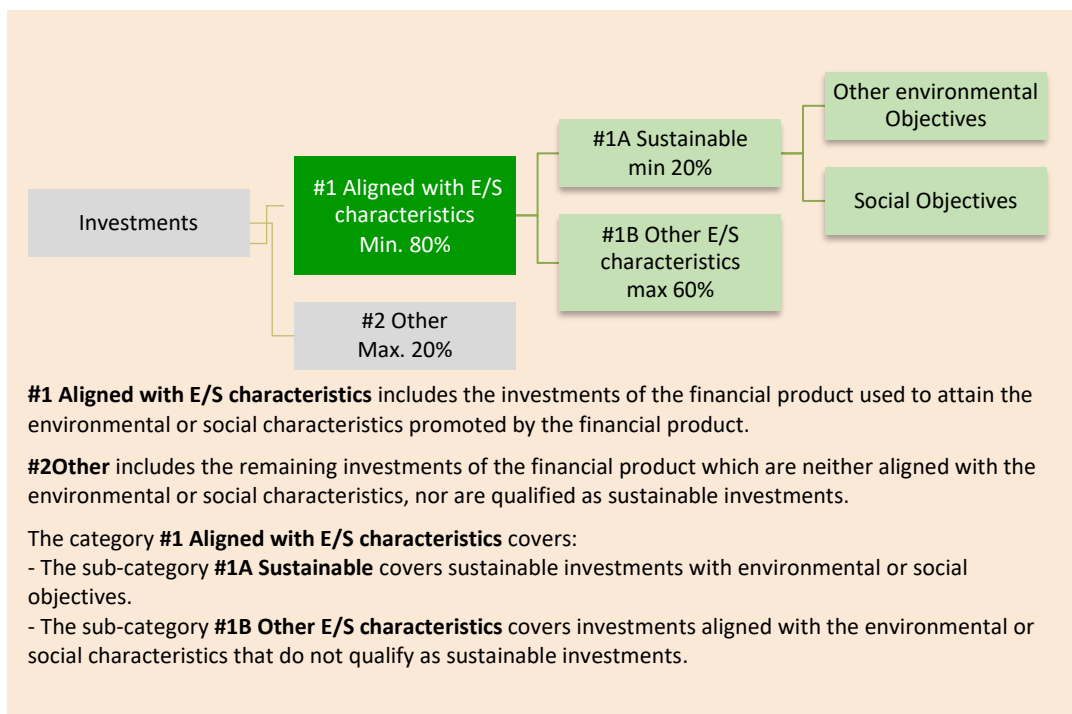 Other environmental
Objectives
#1A Sustainable
min 20%
#1 Aligned with E/S
characteristics
Min. 80%
Social Objectives
Investments
#1B Other E/S
characteristics
max 60%
#2 Other
Max. 20%
#1 Aligned with E/S characteristics includes the investments of the financial product used to attain the
environmental or social characteristics promoted by the financial product.
#2Other includes the remaining investments of the financial product which are neither aligned with the
environmental or social characteristics, nor are qualified as sustainable investments.
The category #1 Aligned with E/S characteristics covers:
- The sub-category #1A Sustainable covers sustainable investments with environmental or social
objectives.
- The sub-category #1B Other E/S characteristics covers investments aligned with the environmental or
social characteristics that do not qualify as sustainable investments.